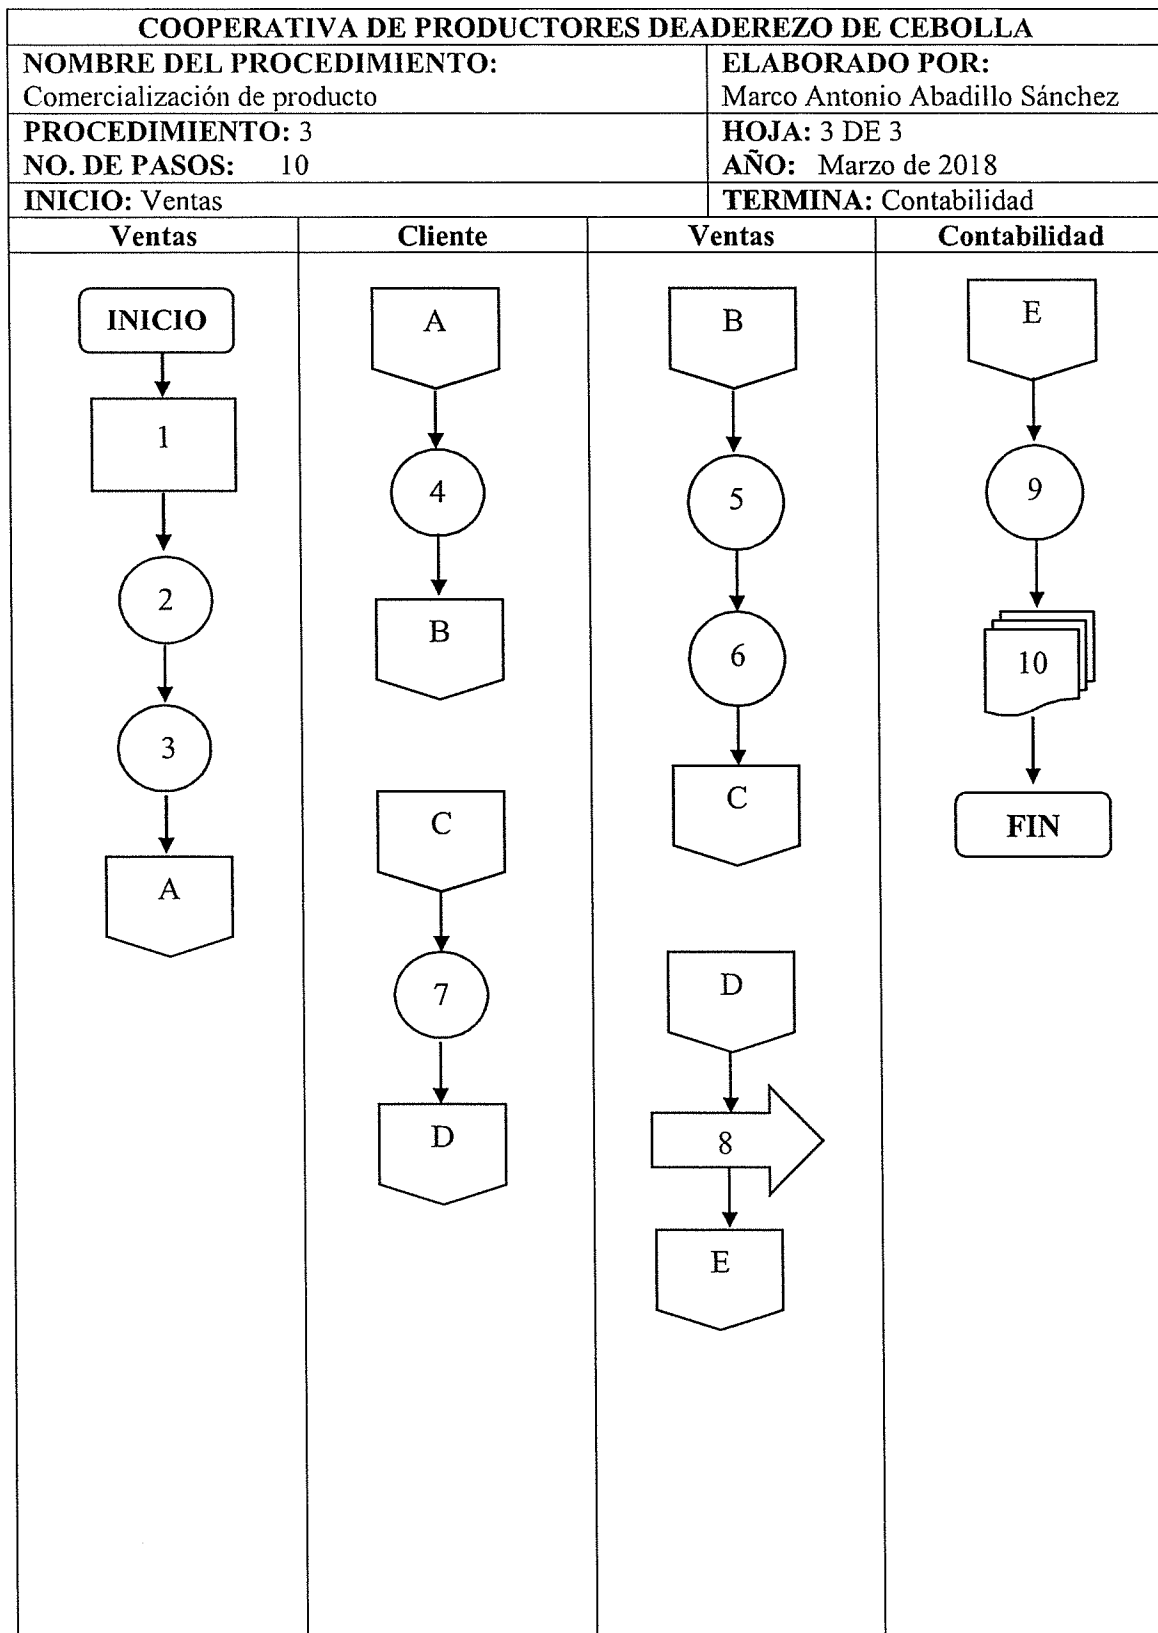 COOPERATIVA DE PRODUCTORES DEADEREZO DE CEBOLLA
NOMBRE DEL PROCEDIMIENTO:
Comercialización de producto
ELABORADO POR:
Marco Antonio Abadillo Sánchez
PROCEDIMIENTO: 3
NO. DE PASOS: 10
HOJA: 3 DE 3
AÑO: Marzo de 2018
INICIO: Ventas
TERMINA: Contabilidad
Ventas
Cliente
Ventas
Contabilidad
INICIO
1
2
3
A
A
4
B
C
7
D
B
5
6
C
D
8
E
E
9
10
FIN